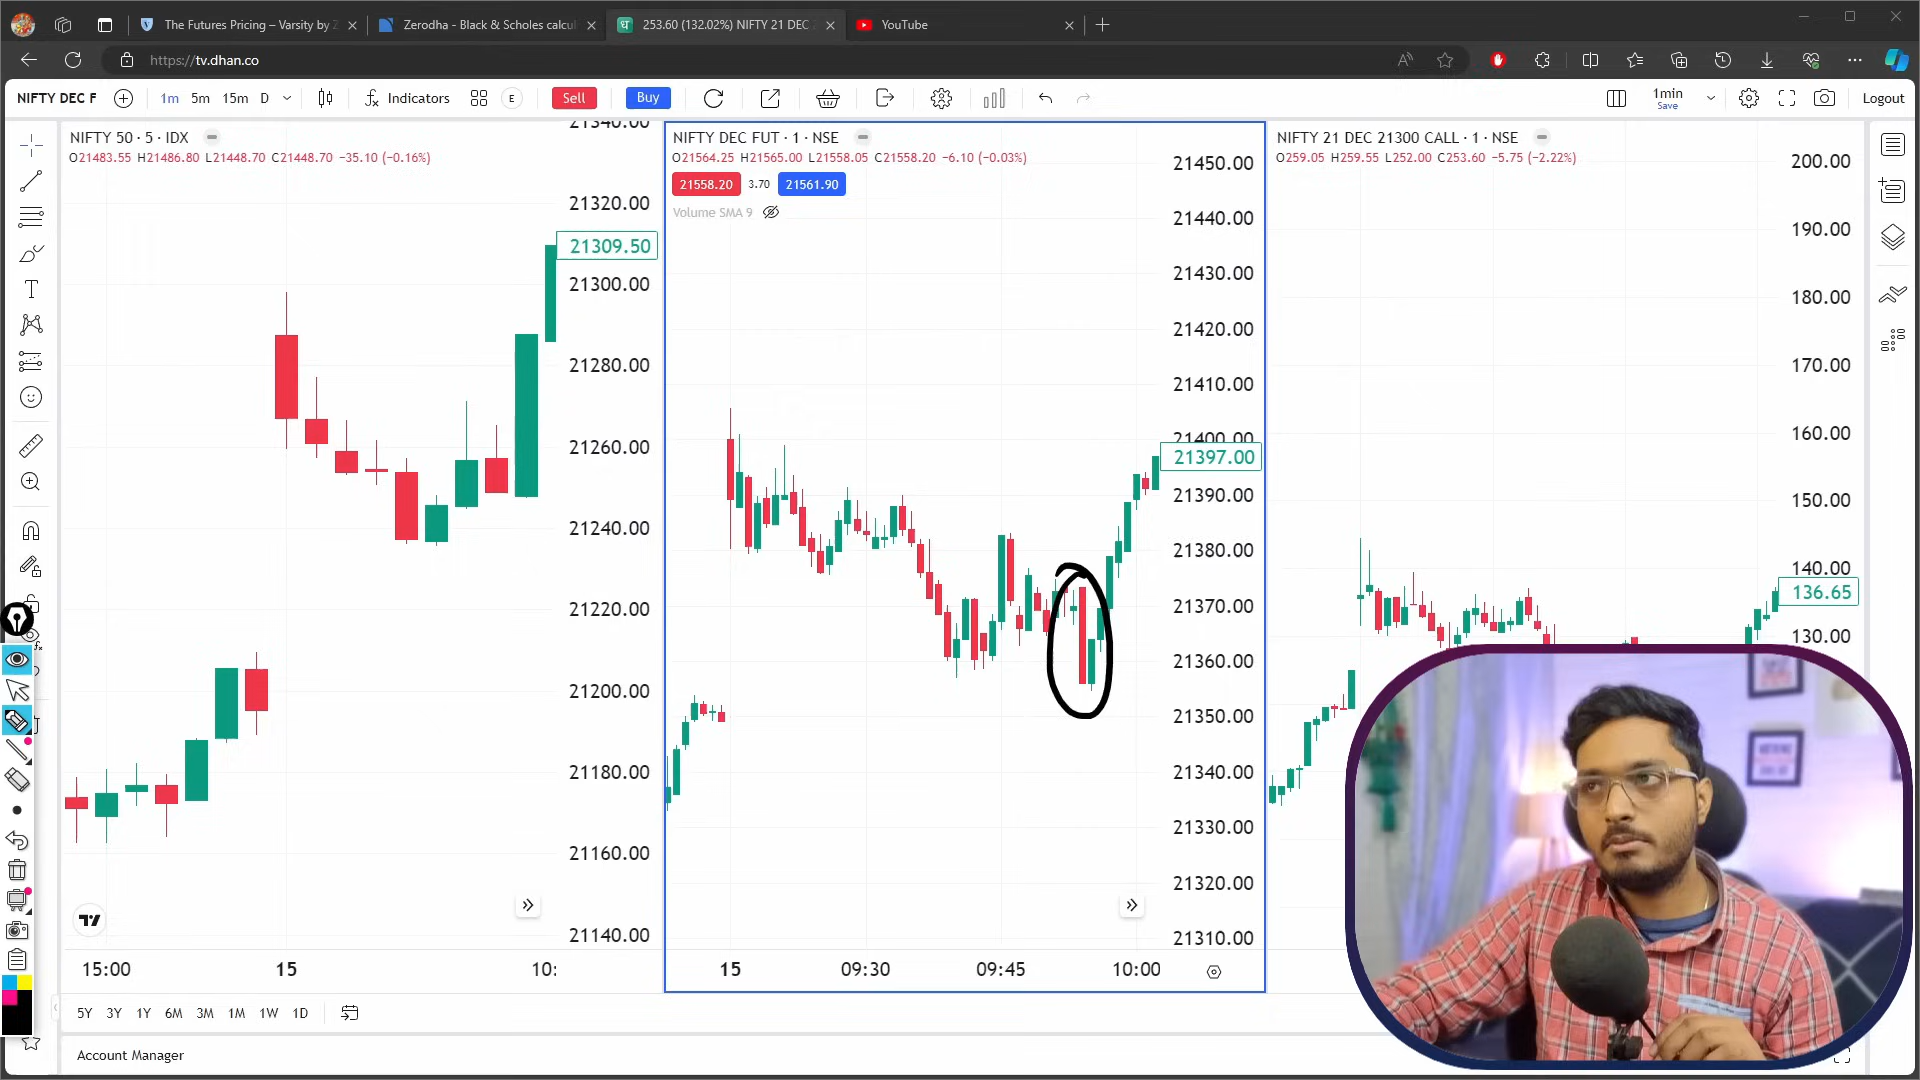 The Futures Pricing – Varsity by Z
Zerodha - Black & Scholes calcu
253.60 (132.02%) NIFTY 21 DEC 2
YouTube
https://tv.dhan.co
NIFTY DEC F
1m
5m
15m
D
Indicators
E
Sell
Buy
1min
Save
Logout
NIFTY 50 · 5 · IDX
O21483.55 H21486.80 L21448.70 C21448.70 -35.10 (-0.16%)
21340.00
21320.00
21309.50
21300.00
21280.00
21260.00
21240.00
21220.00
21200.00
21180.00
21160.00
21140.00
15:00
15
10:
NIFTY DEC FUT · 1 · NSE
O21564.25 H21565.00 L21558.05 C21558.20 -6.10 (-0.03%)
21558.20
3.70
21561.90
Volume SMA 9
21450.00
21440.00
21430.00
21420.00
21410.00
21400.00
21397.00
21390.00
21380.00
21370.00
21360.00
21350.00
21340.00
21330.00
21320.00
21310.00
15
09:30
09:45
10:00
NIFTY 21 DEC 21300 CALL · 1 · NSE
O259.05 H259.55 L252.00 C253.60 -5.75 (-2.22%)
200.00
190.00
180.00
170.00
160.00
150.00
140.00
136.65
130.00
5Y 3Y 1Y 6M 3M 1M 1W 1D
Account Manager